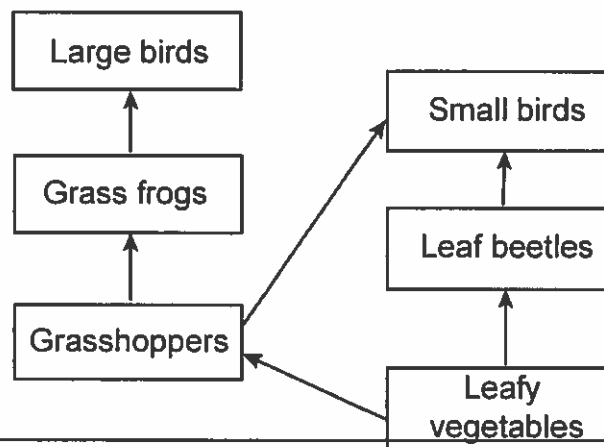 Large birds
Small birds
Grass frogs
Leaf beetles
Grasshoppers
Leafy
vegetables